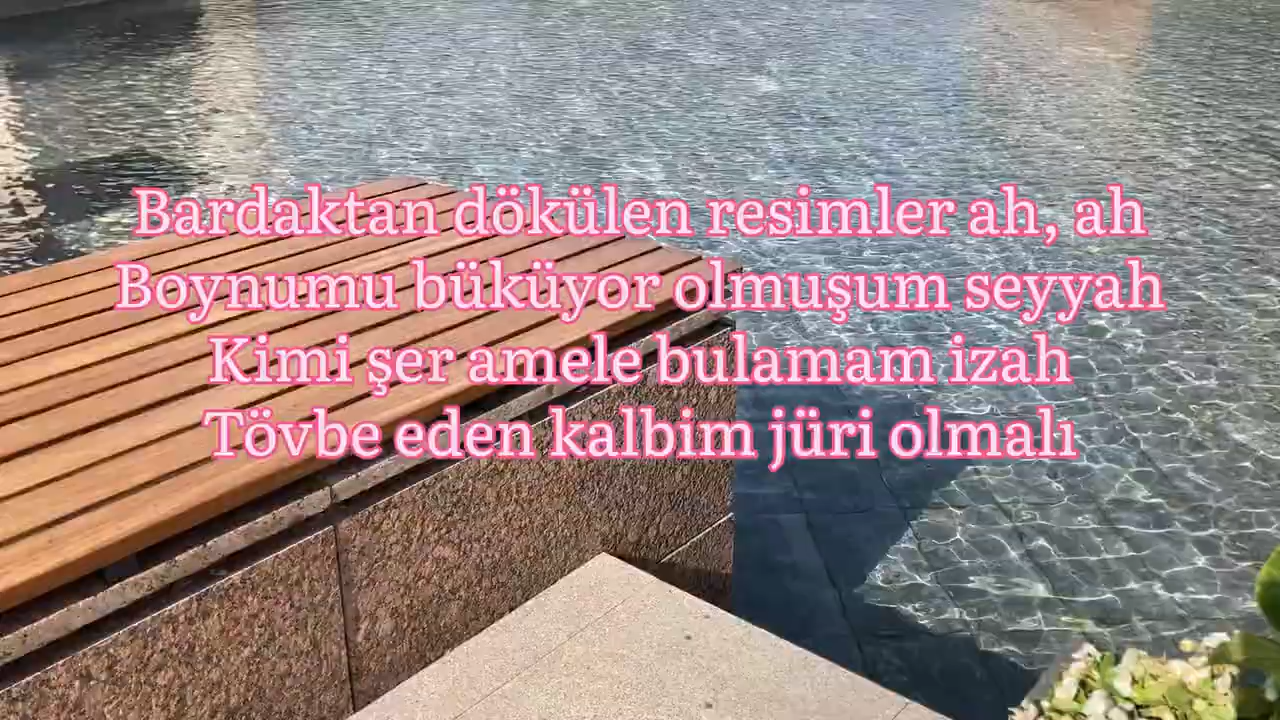 Bardaktan dökülen resimler ah, ah
Boynumu büküyor olmuşum seyyah
Kimi şer amele bulamam izah
Tövbe eden kalbim jüri olmalı